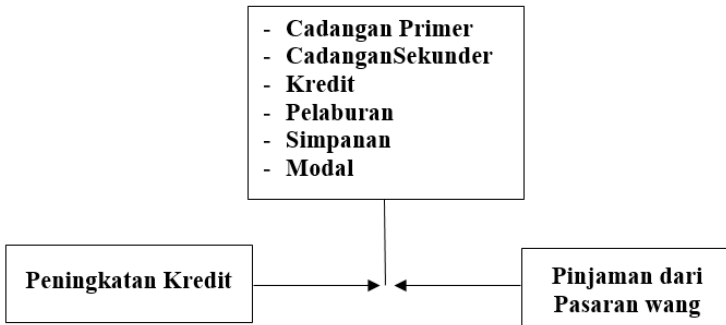 - Cadangan Primer
- CadanganSekunder
- Kredit
- Pelaburan
- Simpanan
- Modal
Peningkatan Kredit
Pinjaman dari
Pasaran wang